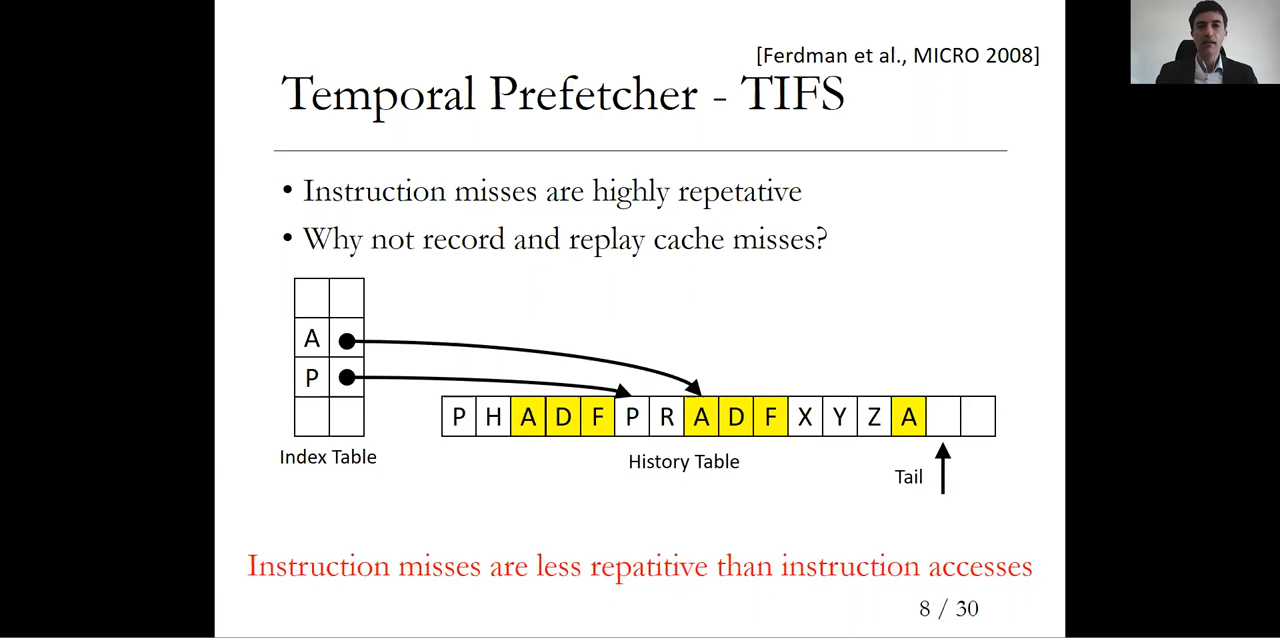 [Ferdman et al., MICRO 2008]
Temporal Prefetcher - TIFS
• Instruction misses are highly repetative
• Why not record and replay cache misses?
A
P
Index Table
P H A D F P R A D F X Y Z A
History Table
Tail
Instruction misses are less repatitive than instruction accesses
8 / 30